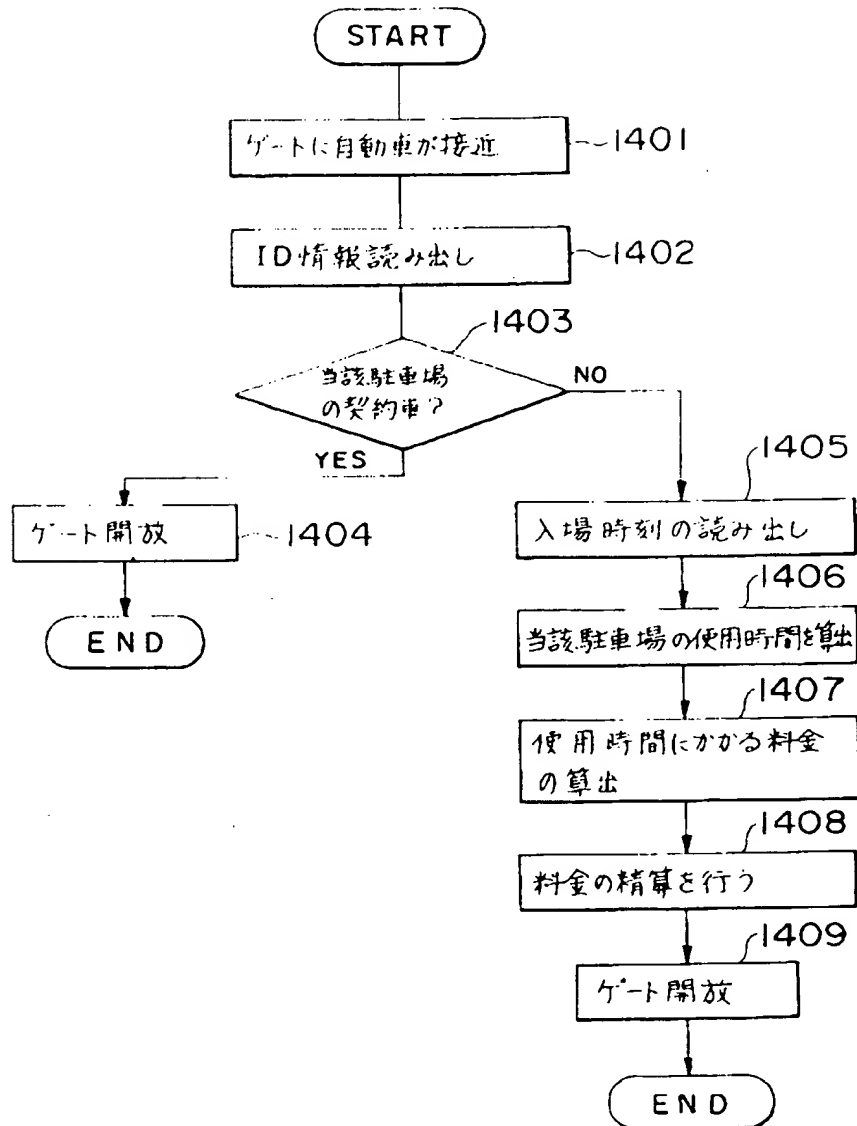 START
ゲートに自動車が接近
1401
ID情報読み出し
1402
1403
当該駐車場
の契約車?
NO
YES
ゲート開放
1404
END
1405
入場時刻の読み出し
1406
当該駐車場の使用時間を算出
1407
使用時間にかかる料金
の算出
1408
料金の精算を行う
1409
ゲート開放
END